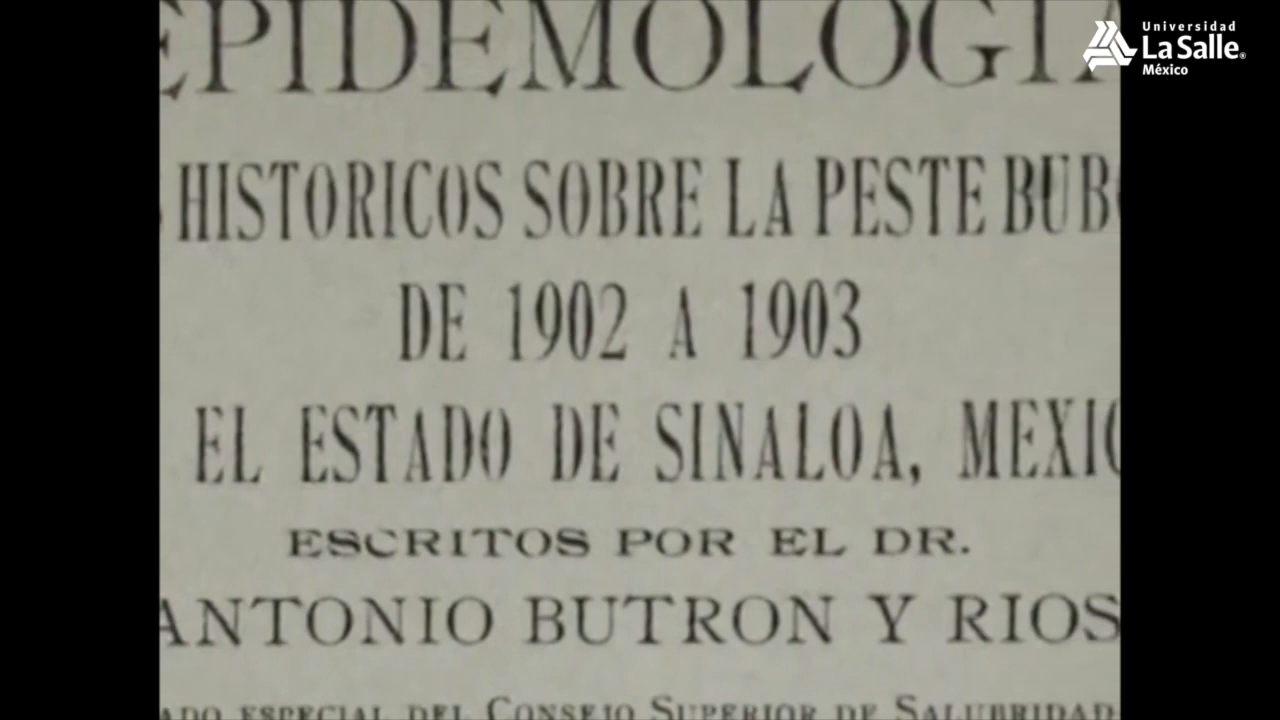 Universidad
La Salle®
México
EPIDEMOLOGIA
HISTORICOS SOBRE LA PESTE BUB
DE 1902 A 1903
EL ESTADO DE SINALOA, MEXIC
ESCRITOS POR EL DR.
ANTONIO BUTRON Y RIOS
ADO ESPECIAL DEL CONSEJO SUPERIOR DE SALUBRIDAD